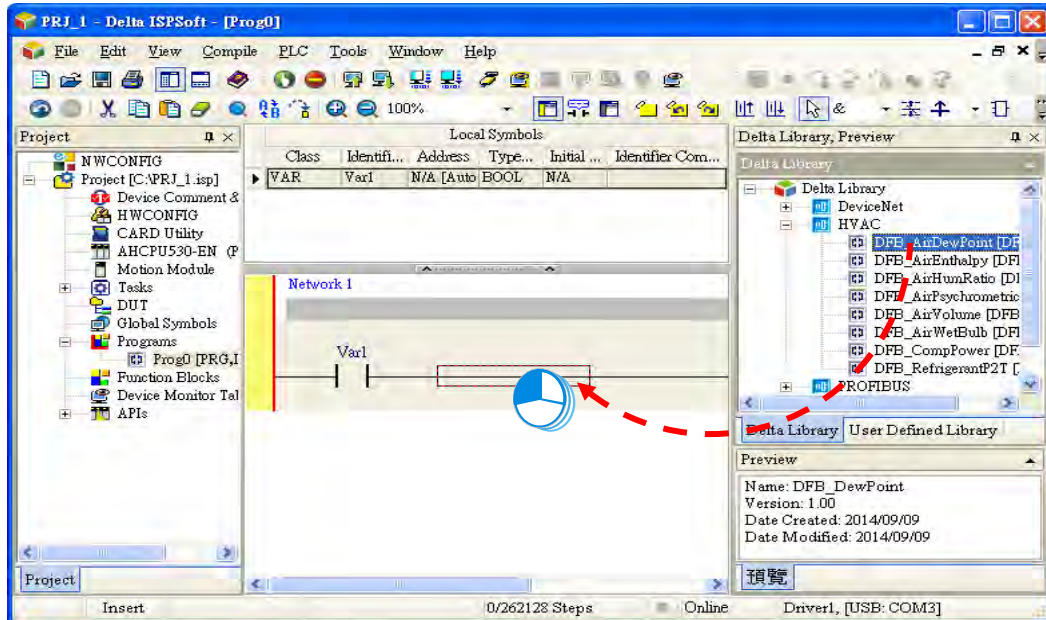 PRJ_1 - Delta ISPSoft - [Prog0]
File Edit View Compile PLC Tools Window Help
100%
Project
NWCONFIG
Project [C:\PRJ_1.isp]
Device Comment &
HWCONFIG
CARD Utility
AHCPU530-EN (P
Motion Module
Tasks
DUT
Global Symbols
Programs
Prog0 [PRG,I
Function Blocks
Device Monitor Tal
APIs
Project
Local Symbols
Class Identifi... Address Type... Initial ... Identifier Com...
VAR Var1 N/A [Auto BOOL N/A
Network 1
Var1
Delta Library, Preview
Delta Library
Delta Library
DeviceNet
HVAC
DFB_AirDewPoint [DF
DFB_AirEnthalpy [DFI
DFB_AirHumRatio [DI
DFB_AirPsychrometric
DFB_AirVolume [DFB
DFB_AirWetBulb [DFI
DFB_CompPower [DF.
DFB_RefrigerantP2T [
PROFIBUS
Delta Library User Defined Library
Preview
Name: DFB_DewPoint
Version: 1.00
Date Created: 2014/09/09
Date Modified: 2014/09/09
預覽
Insert 0/262128 Steps Online Driver1, [USB: COM3]